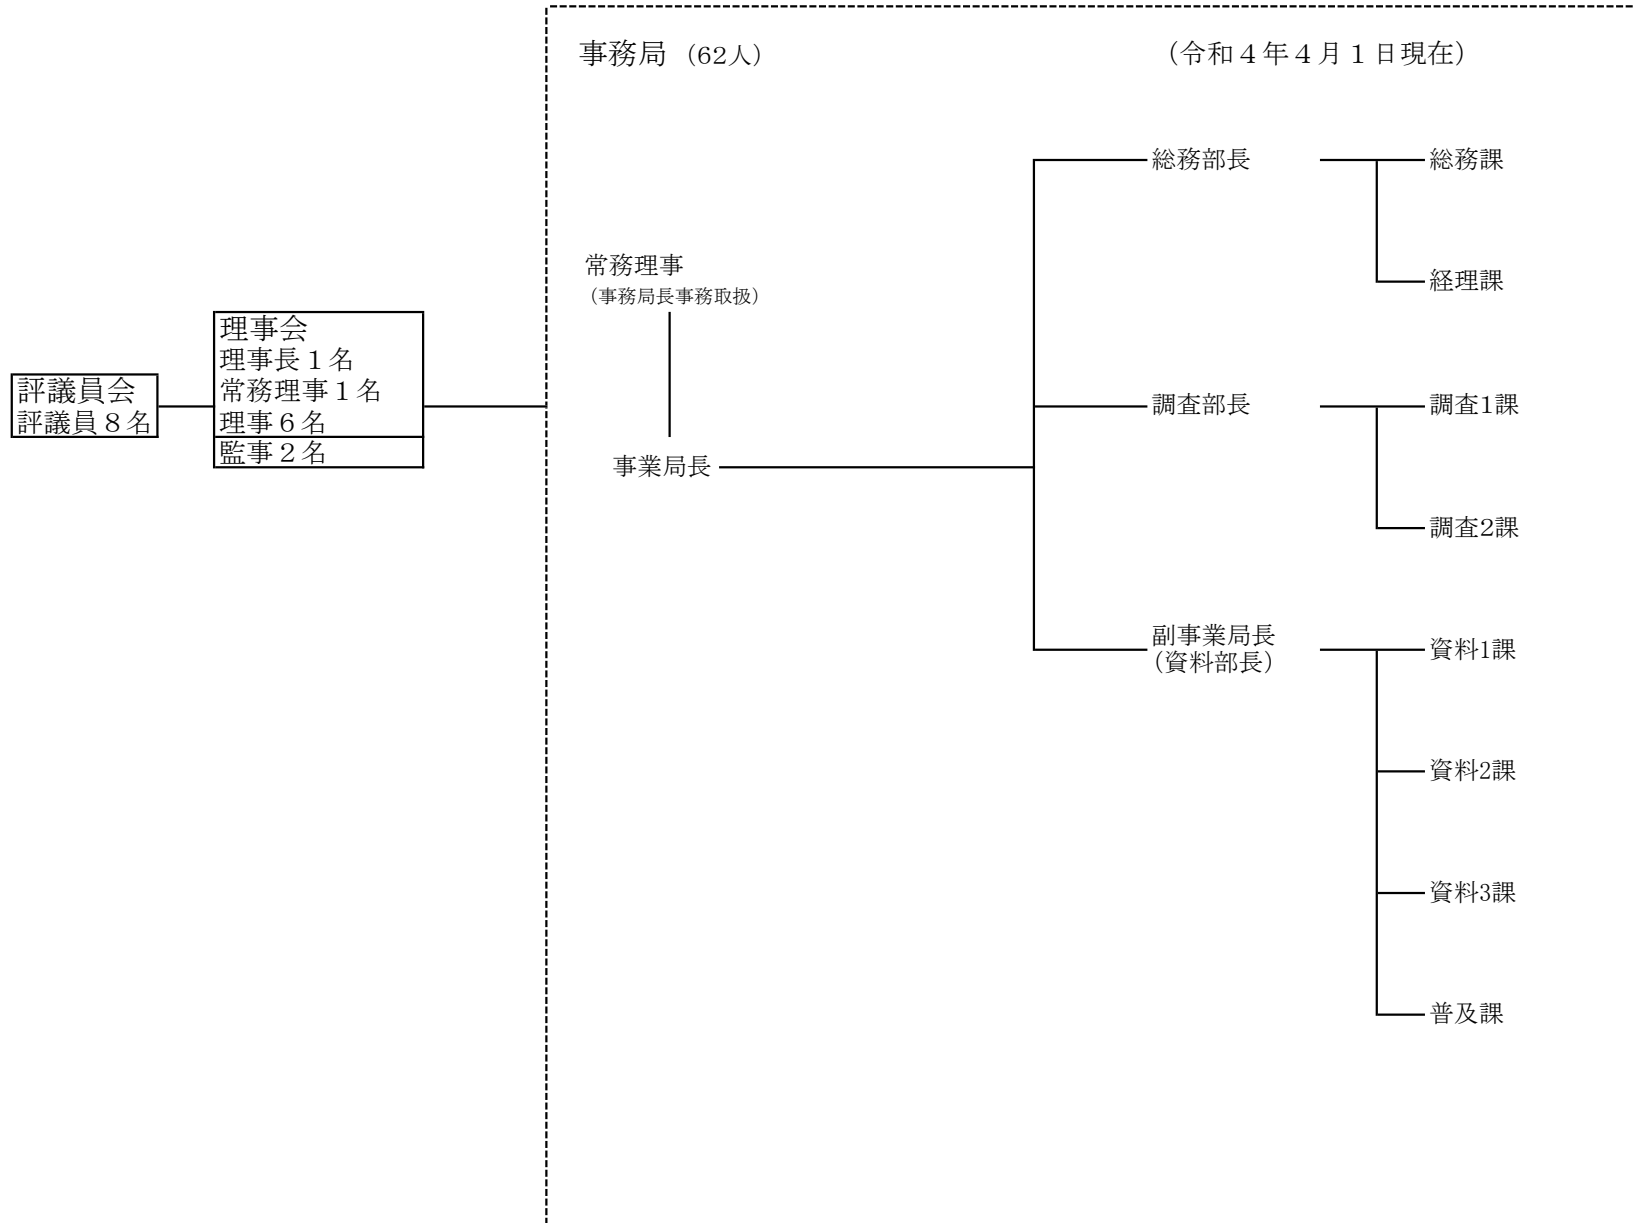 事務局（62人）
（令和４年４月１日現在）
総務部長
総務課
常務理事
（事務局長事務取扱）
経理課
理事会
理事長１名
常務理事１名
理事６名
監事２名
評議員会
評議員８名
調査部長
調査1課
事業局長
調査2課
副事業局長
（資料部長）
資料1課
資料2課
資料3課
普及課